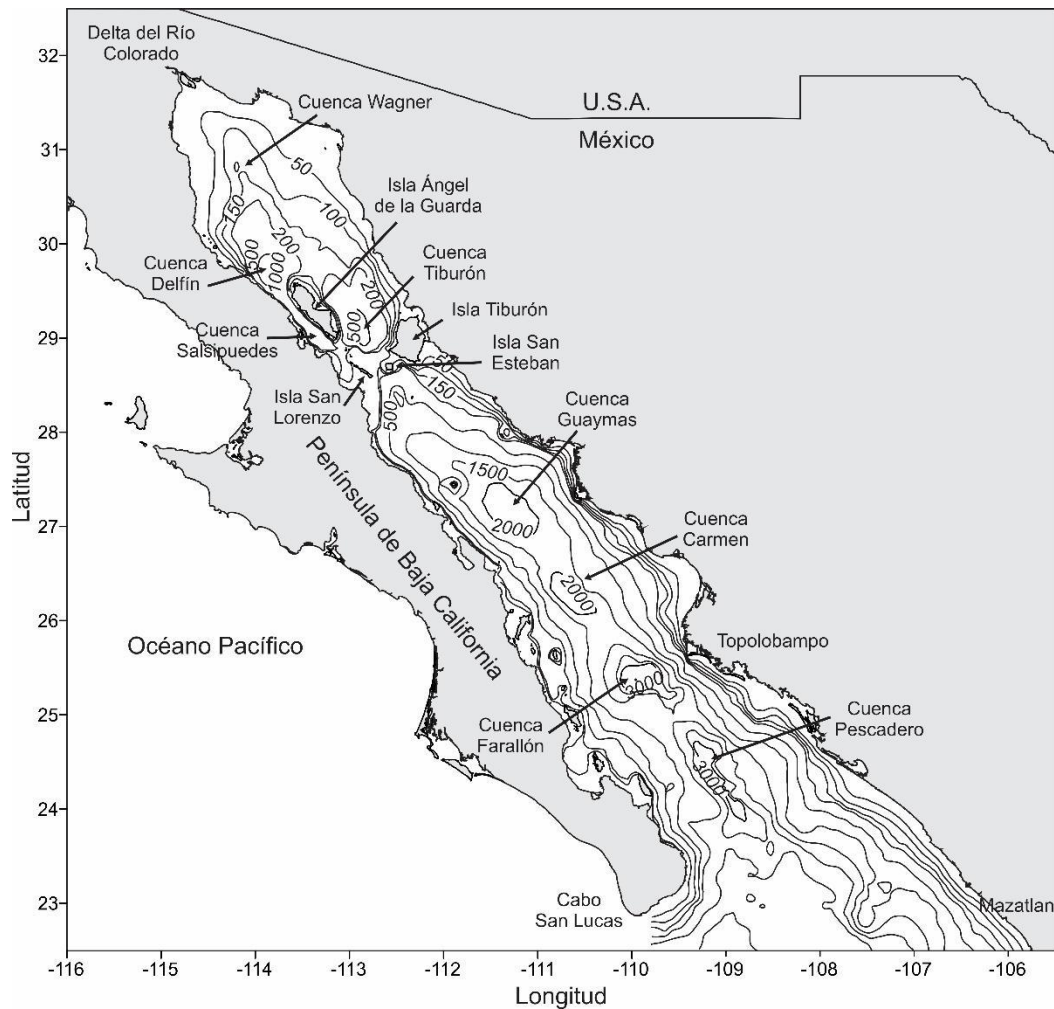 Delta del Río
Colorado
Cuenca Wagner
U.S.A.
México
Isla Ángel
de la Guarda
50
100
150
200
500
1000
Cuenca
Delfín
Cuenca
Tiburón
200
500
Isla Tiburón
Cuenca
Salsipuedes
Isla San
Esteban
50
150
Isla San
Lorenzo
500
Cuenca
Guaymas
1500
2000
Península de Baja California
Cuenca
Carmen
2000
Océano Pacífico
Topolobampo
3000
Cuenca
Farallón
Cuenca
Pescadero
3000
Cabo
San Lucas
Mazatlan
Latitud
32
31
30
29
28
27
26
25
24
23
-116
-115
-114
-113
-112
-111
-110
-109
-108
-107
-106
Longitud